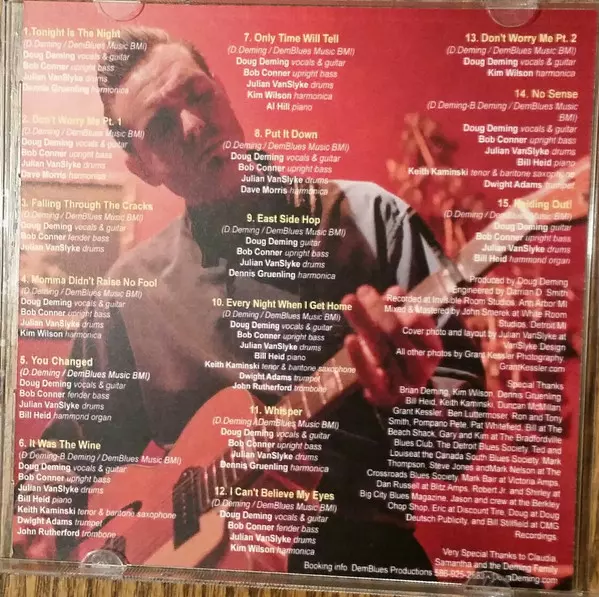 1.Tonight Is The Night
(D.Deming / DemBlues Music BMI)
Doug Deming vocals & guitar
Bob Conner upright bass
Julian VanSlyke drums
Dennis Gruenling harmonica
2. Don't Worry Me Pt. 1
(D.Deming / DemBlues Music BMI)
Doug Deming vocals & guitar
Bob Conner upright bass
Julian VanSlyke drums
Dave Morris harmonica
3. Falling Through The Cracks
(D.Deming / DemBlues Music BMI)
Doug Deming vocals & guitar
Bob Conner fender bass
Julian VanSlyke drums
4. Momma Didn't Raise No Fool
(D.Deming / DemBlues Music BMI)
Doug Deming vocals & guitar
Bob Conner upright bass
Julian VanSlyke drums
Kim Wilson harmonica
5. You Changed
(D.Deming / DemBlues Music BMI)
Doug Deming vocals & guitar
Bob Conner fender bass
Julian VanSlyke drums
Bill Heid hammond organ
6. It Was The Wine
(D.Deming-B Deming / DemBlues Music BMI)
Doug Deming vocals & guitar
Bob Conner upright bass
Julian VanSlyke drums
Bill Heid piano
Keith Kaminski tenor & baritone saxophone
Dwight Adams trumpet
John Rutherford trombone
7. Only Time Will Tell
(D.Deming / DemBlues Music BMI)
Doug Deming vocals & guitar
Bob Conner upright bass
Julian VanSlyke drums
Kim Wilson harmonica
Al Hill piano
8. Put It Down
(D.Deming / DemBlues Music BMI)
Doug Deming vocals & guitar
Bob Conner upright bass
Julian VanSlyke drums
Dave Morris harmonica
9. East Side Hop
(D.Deming / DemBlues Music BMI)
Doug Deming guitar
Bob Conner upright bass
Julian VanSlyke drums
Dennis Gruenling harmonica
10. Every Night When I Get Home
(D.Deming / DemBlues Music BMI)
Doug Deming vocals & guitar
Bob Conner upright bass
Julian VanSlyke drums
Bill Heid piano
Keith Kaminski tenor & baritone saxophone
Dwight Adams trumpet
John Rutherford trombone
11. Whisper
(D.Deming / DemBlues Music BMI)
Doug Deming vocals & guitar
Bob Conner upright bass
Julian VanSlyke drums
Dennis Gruenling harmonica
12. I Can't Believe My Eyes
(D.Deming / DemBlues Music BMI)
Doug Deming vocals & guitar
Bob Conner fender bass
Julian VanSlyke drums
Kim Wilson harmonica
13. Don't Worry Me Pt. 2
(D.Deming / DemBlues Music BMI)
Doug Deming vocals & guitar
Kim Wilson harmonica
14. No Sense
(D.Deming-B Deming / DemBlues Music
BMI)
Doug Deming vocals & guitar
Bob Conner upright bass
Julian VanSlyke drums
Bill Heid piano
Keith Kaminski tenor & baritone saxophone
Dwight Adams trumpet
15. Out!
(D.Deming / DemBlues Music BMI)
Doug Deming guitar
Bob Conner fender bass
Julian VanSlyke drums
Bill Heid hammond organ
Produced by Doug Deming
Engineered by Darrian D. Smith
Recorded at Invisible Room Studios. Ann Arbor MI
Mixed & Mastered by John Smerek at White Room
Studios. Detroit Mi
Cover photo and layout by Julian VanSlyke at
VanSlyke Design
All other photos by Grant Kessler Photography
GrantKessler.com
Special Thanks
Brian Deming, Kim Wilson, Dennis Gruenling,
Bill Heid, Keith Kaminski, Duncan McMillan,
Grant Kessler, Ben Luttermoser, Ron and Tony
Smith, Pompano Pete, Pat Whitefield, Bill at The
Beach Shack, Gary and Kim at The Bradfordville
Blues Club, The Detroit Blues Society, Ted and
Louiseat the Canada South Blues Society, Mark
Thompson, Steve Jones andMark Nelson at The
Crossroads Blues Society, Mark Bair at Victoria Amps,
Dan Russell at Blitz Amps, Robert Jr. and Shirley at
Big City Blues Magazine, Jason and crew at the Berkley
Chop Shop, Eric at Discount Tire, Doug at Doug
Deutsch Publicity, and Bill Stillfield at CMG
Recordings.
Very Special Thanks to Claudia,
Samantha and the Deming Family
Booking info DemBlues Productions 586-825- DougDeming.com